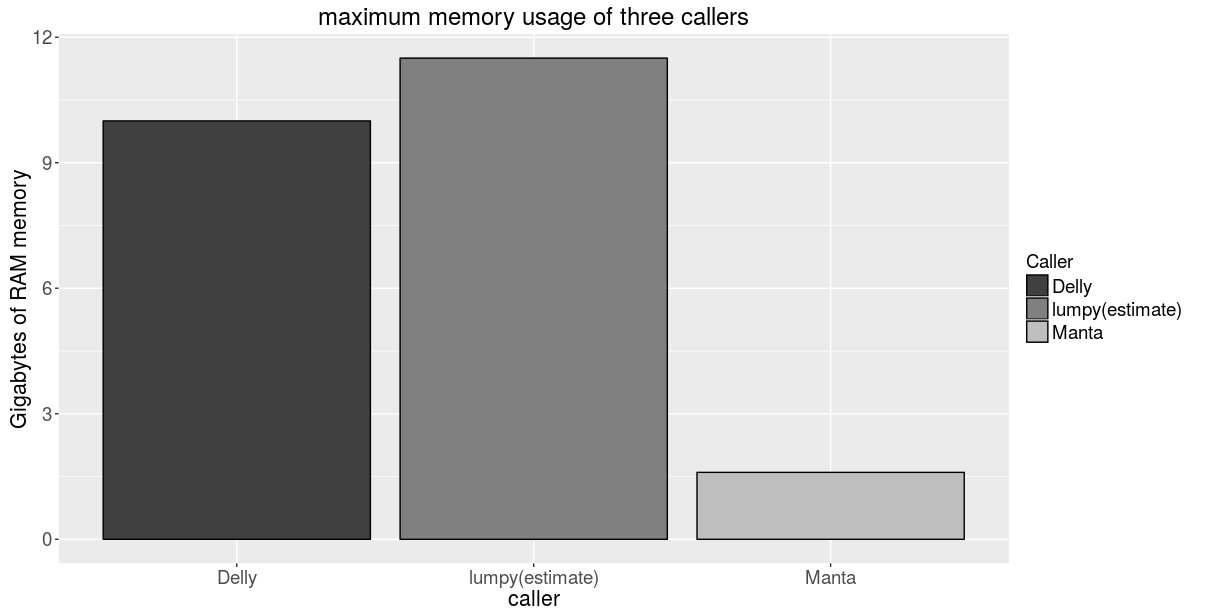 maximum memory usage of three callers
Gigabytes of RAM memory
12
9
6
3
0
Delly
lumpy(estimate)
Manta
caller
Caller
Delly
lumpy(estimate)
Manta